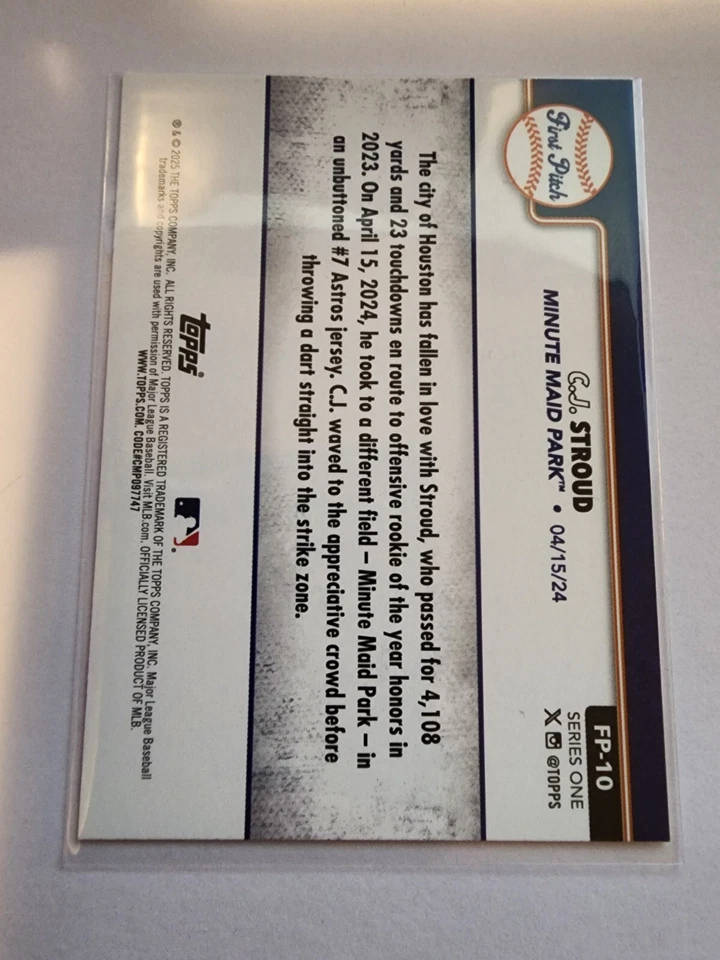 First Pitch
C.J. STROUD
MINUTE MAID PARK™ • 04/15/24
FP-10
SERIES ONE
@TOPPS
The city of Houston has fallen in love with Stroud, who passed for 4,108
yards and 23 touchdowns en route to offensive rookie of the year honors in
2023. On April 15, 2024, he took to a different field – Minute Maid Park – in
an unbuttoned #7 Astros jersey. C.J. waved to the appreciative crowd before
throwing a dart straight into the strike zone.
topps®
® & © 2025 THE TOPPS COMPANY, INC. ALL RIGHTS RESERVED. TOPPS IS A REGISTERED TRADEMARK OF THE TOPPS COMPANY, INC. Major League Baseball
trademarks and copyrights are used with permission of Major League Baseball. Visit MLB.com. OFFICIALLY LICENSED PRODUCT OF MLB.
WWW.TOPPS.COM. CODE#CMP097747